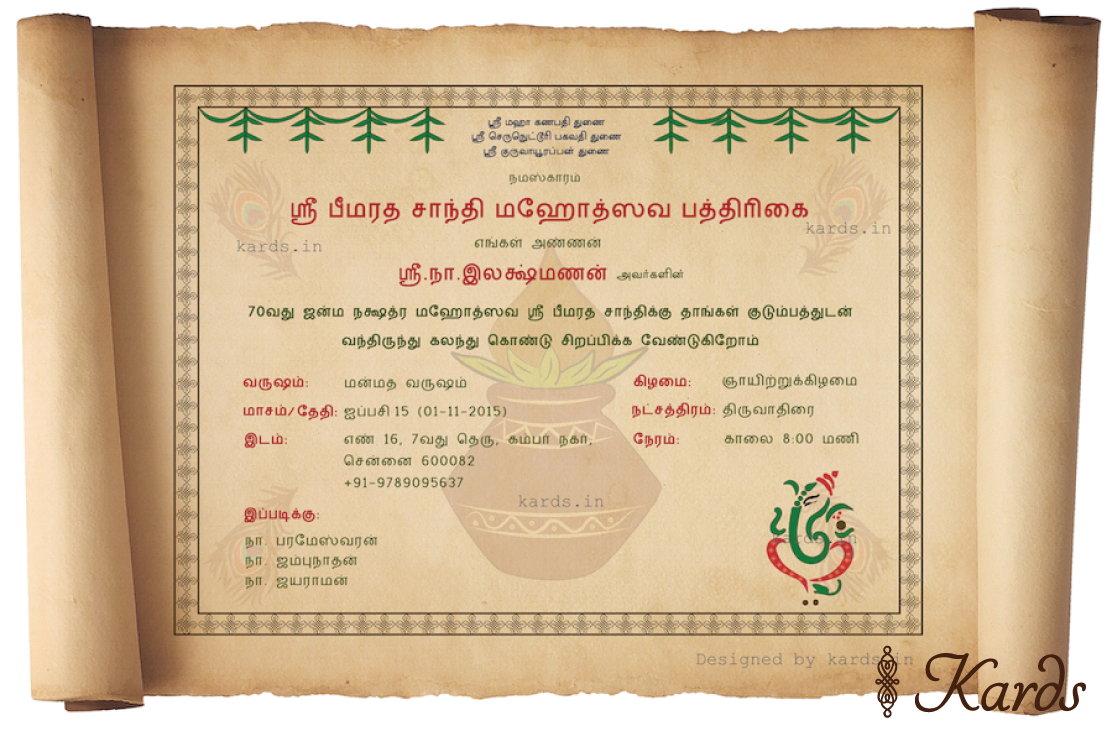 ஸ்ரீ மஹா கணபதி துணை
ஸ்ரீ செருநெட்டூரி பகவதி துணை
ஸ்ரீ குருவாயூரப்பன் துணை
நமஸ்காரம்
ஸ்ரீ பீமரத சாந்தி மஹோத்ஸவ பத்திரிகை
kards.in
kards.in
எங்கள் அண்ணன்
ஸ்ரீ.நா.இலக்ஷ்மணன் அவர்களின்
70வது ஜன்ம நக்ஷத்ர மஹோத்ஸவ ஸ்ரீ பீமரத சாந்திக்கு தாங்கள் குடும்பத்துடன்
வந்திருந்து கலந்து கொண்டு சிறப்பிக்க வேண்டுகிறோம்
வருஷம்: மன்மத வருஷம்
கிழமை: ஞாயிற்றுக்கிழமை
மாசம்/தேதி: ஐப்பசி 15 (01-11-2015)
நட்சத்திரம்: திருவாதிரை
இடம்: எண் 16, 7வது தெரு, கம்பர் நகர்,
நேரம்: காலை 8:00 மணி
சென்னை 600082
+91-9789095637
kards.in
இப்படிக்கு:
நா. பரமேஸ்வரன்
நா. ஜம்புநாதன்
நா. ஜயராமன்
kards.in
Designed by kards.in
Kards